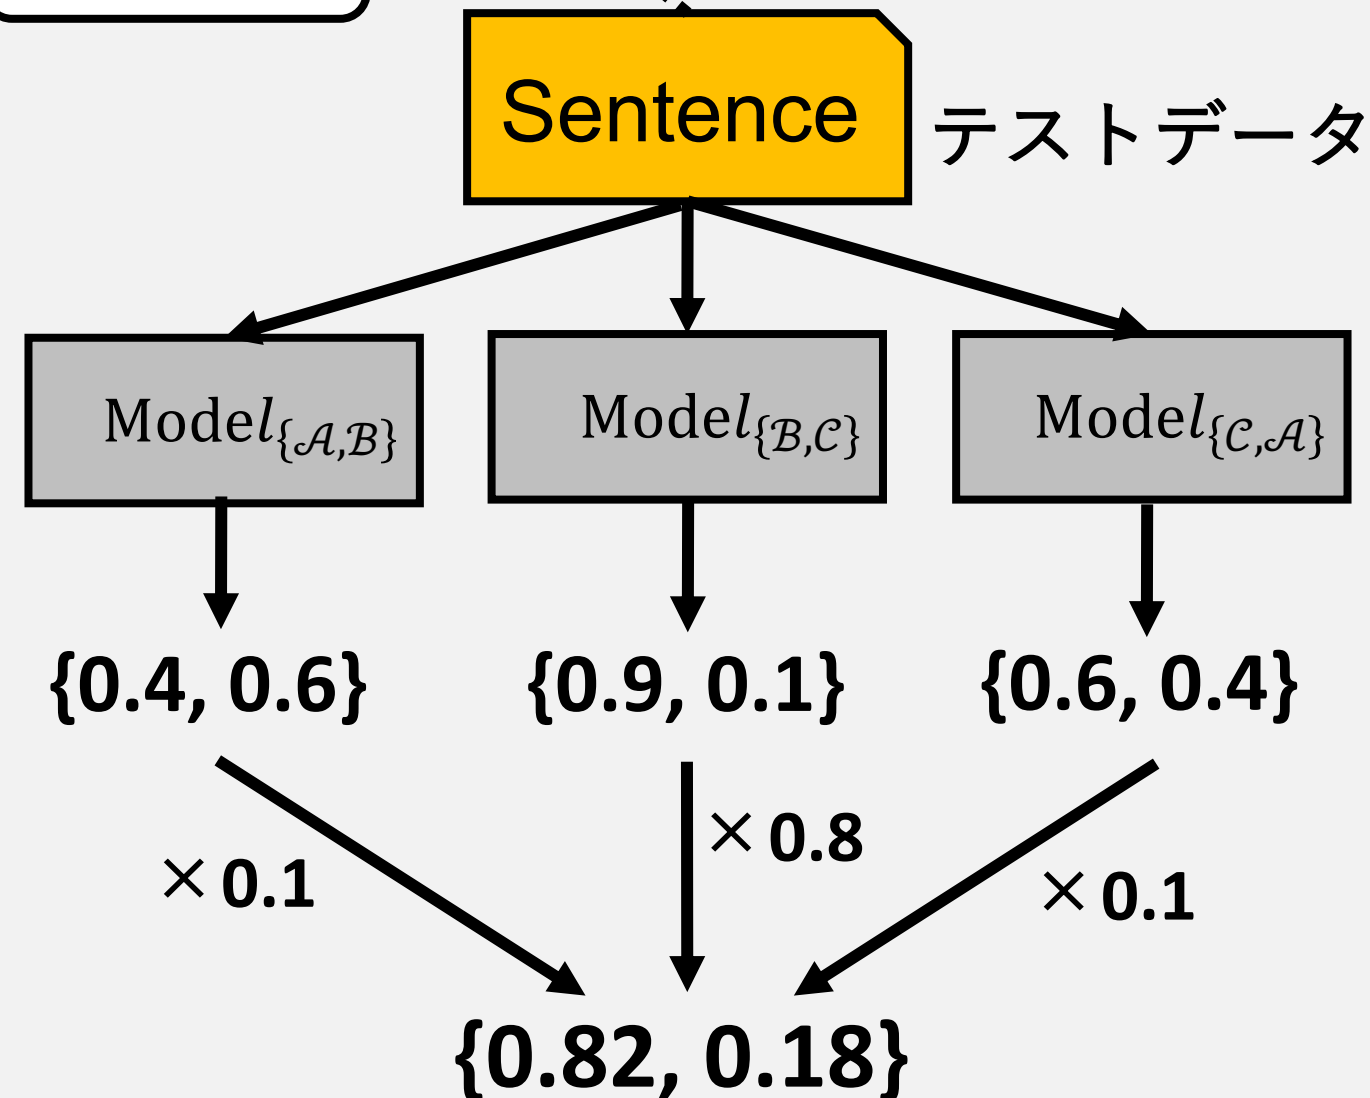 Sentence
テストデータ
Model{𝒜,ℬ}
Model{ℬ,𝒞}
Model{𝒞,𝒜}
{0.4, 0.6}
{0.9, 0.1}
{0.6, 0.4}
×0.1
×0.8
×0.1
{0.82, 0.18}